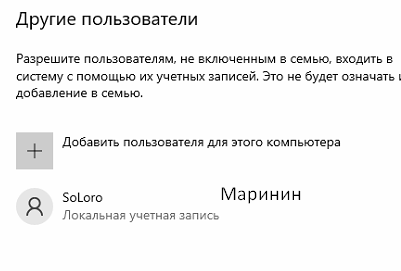 Другие пользователи
Разрешите пользователям, не включенным в семью, входить в
систему с помощью их учетных записей. Это не будет означать и
добавление в семью.
Добавить пользователя для этого компьютера
SoLoro
Маринин
Локальная учетная запись